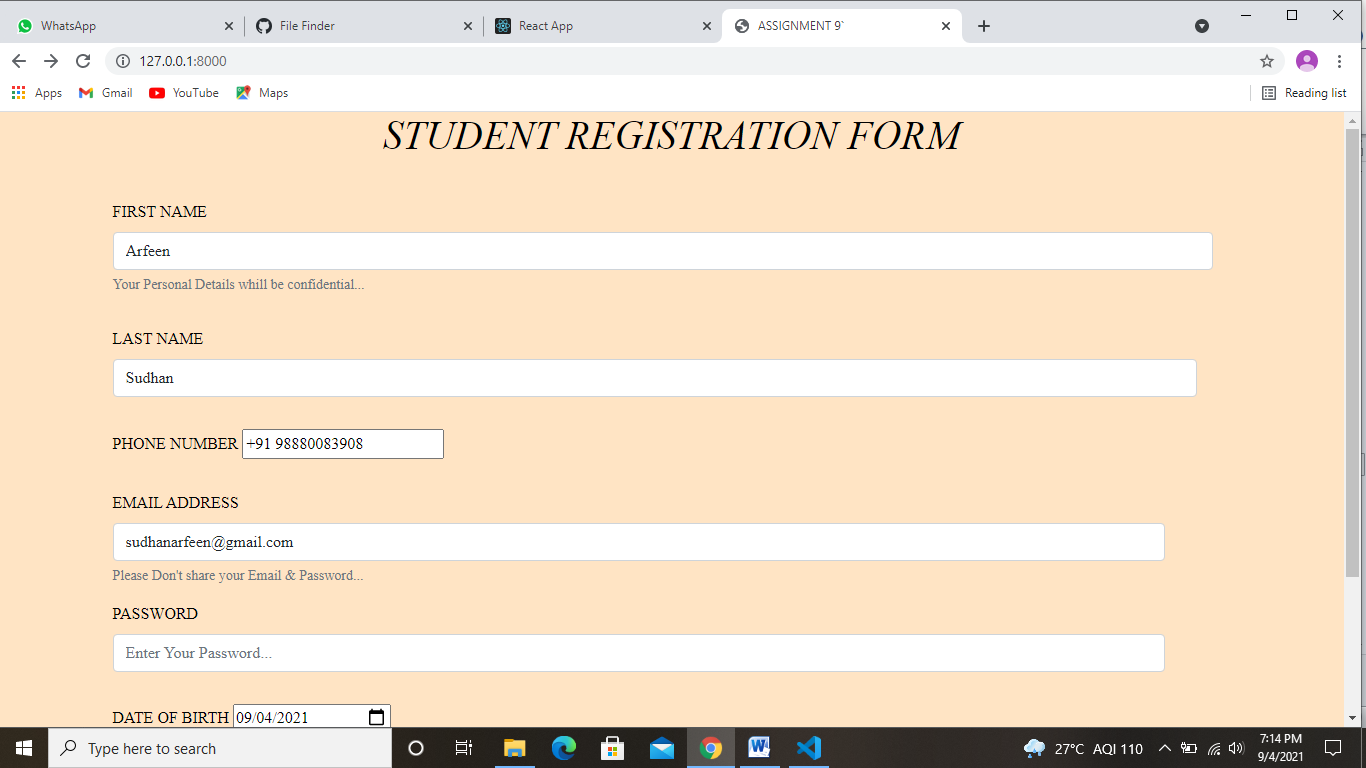 WhatsApp
File Finder
React App
ASSIGNMENT 9`
127.0.0.1:8000
Apps
Gmail
YouTube
Maps
Reading list
STUDENT REGISTRATION FORM
FIRST NAME
Arfeen
Your Personal Details whill be confidential...
LAST NAME
Sudhan
PHONE NUMBER +91 98880083908
EMAIL ADDRESS
sudhanarfeen@gmail.com
Please Don't share your Email & Password...
PASSWORD
Enter Your Password...
DATE OF BIRTH 09/04/2021
Type here to search
27°C AQI 110
7:14 PM
9/4/2021